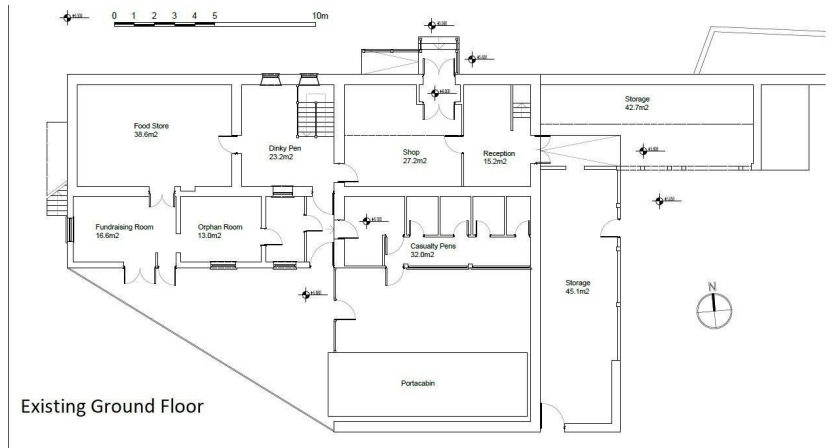 0 1 2 3 4 5 10m
Food Store
38.6m2
Dinky Pen
23.2m2
Shop
27.2m2
Reception
15.2m2
Storage
42.7m2
Fundraising Room
16.6m2
Orphan Room
13.0m2
Casualty Pens
32.0m2
Storage
45.1m2
N
Portacabin
Existing Ground Floor